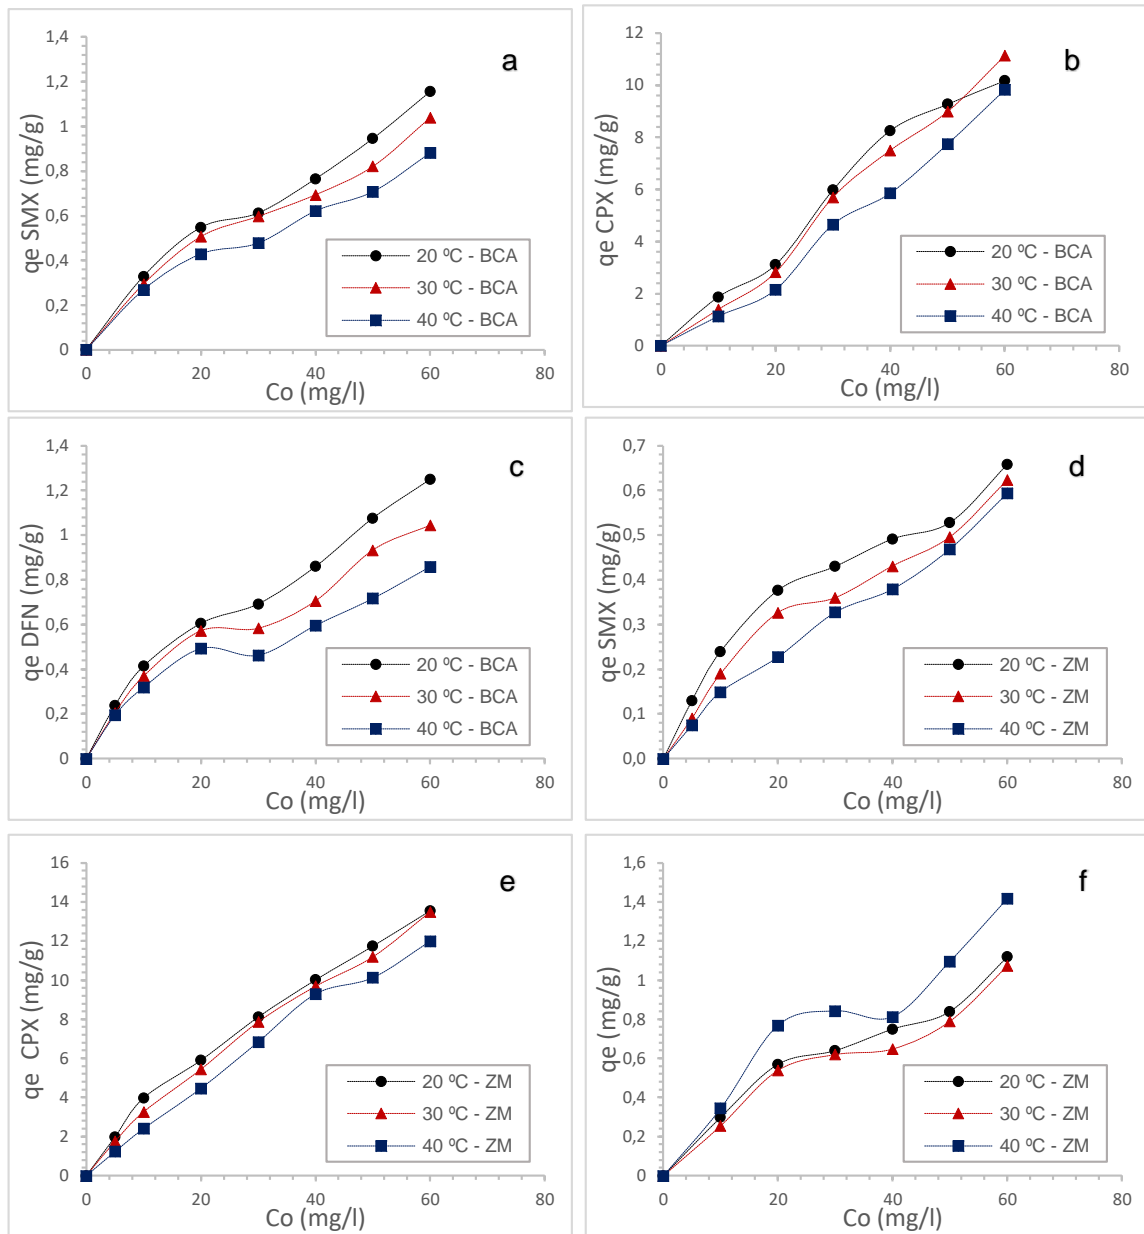 a
qe SMX (mg/g)
1,4
1,2
1
0,8
0,6
0,4
0,2
0
0 20 40 60 80
Co (mg/l)
20 ºC - BCA
30 ºC - BCA
40 ºC - BCA
b
qe CPX (mg/g)
12
10
8
6
4
2
0
0 20 40 60 80
Co (mg/l)
20 ºC - BCA
30 ºC - BCA
40 ºC - BCA
c
qe DFN (mg/g)
1,4
1,2
1
0,8
0,6
0,4
0,2
0
0 20 40 60 80
Co (mg/l)
20 ºC - BCA
30 ºC - BCA
40 ºC - BCA
d
qe SMX (mg/g)
0,7
0,6
0,5
0,4
0,3
0,2
0,1
0,0
0 20 40 60 80
Co (mg/l)
20 ºC - ZM
30 ºC - ZM
40 ºC - ZM
e
qe CPX (mg/g)
16
14
12
10
8
6
4
2
0
0 20 40 60 80
Co (mg/l)
20 ºC - ZM
30 ºC - ZM
40 ºC - ZM
f
qe (mg/g)
1,6
1,4
1,2
1
0,8
0,6
0,4
0,2
0
0 20 40 60 80
Co (mg/l)
20 ºC - ZM
30 ºC - ZM
40 ºC - ZM